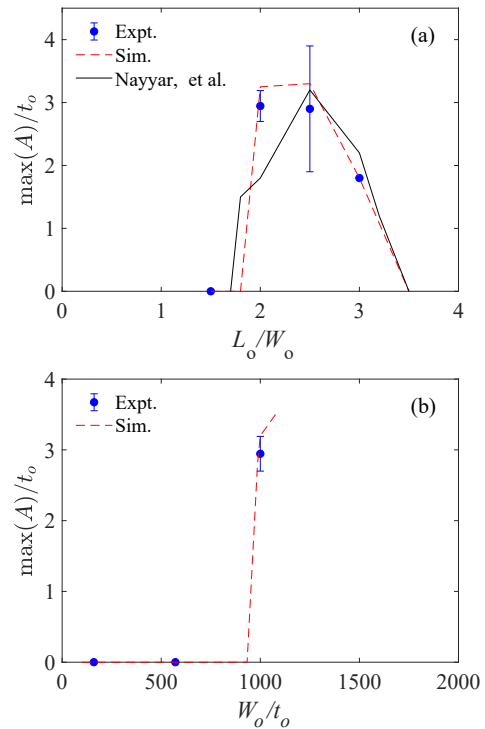 4
3
2
1
0
max(A)/t_o
Expt.
Sim.
Nayyar, et al.
(a)
0 1 2 3 4
L_o/W_o
4
3
2
1
0
max(A)/t_o
Expt.
Sim.
(b)
0 500 1000 1500 2000
W_o/t_o